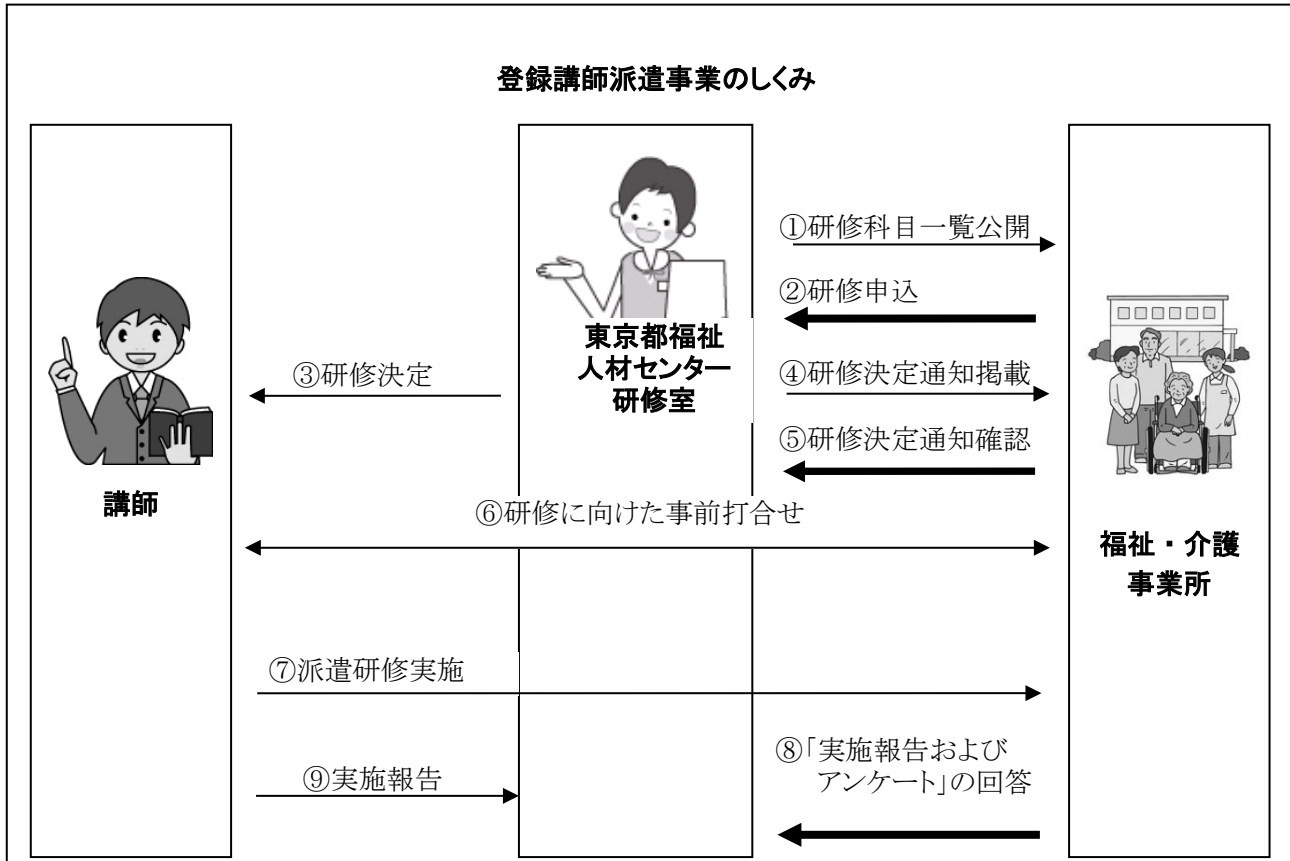 登録講師派遣事業のしくみ
①研修科目一覧公開
②研修申込
東京都福祉
人材センター
研修室
③研修決定
④研修決定通知掲載
⑤研修決定通知確認
講師
⑥研修に向けた事前打合せ
福祉・介護
事業所
⑦派遣研修実施
⑧「実施報告および
アンケート」の回答
⑨実施報告